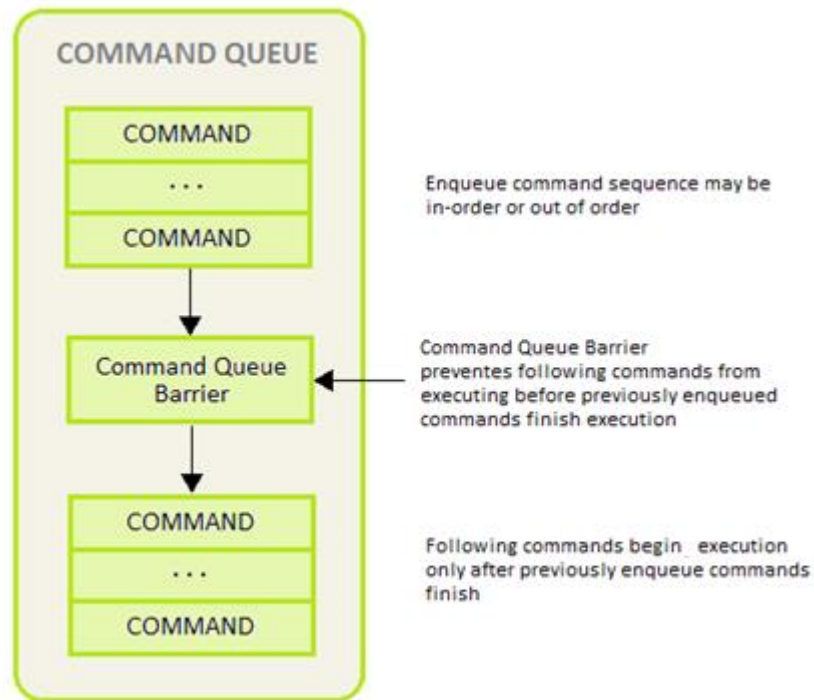 COMMAND QUEUE
COMMAND
...
COMMAND
Enqueue command sequence may be
in-order or out of order
Command Queue
Barrier
Command Queue Barrier
preventes following commands from
executing before previously enqueued
commands finish execution
COMMAND
...
COMMAND
Following commands begin execution
only after previously enqueue commands
finish